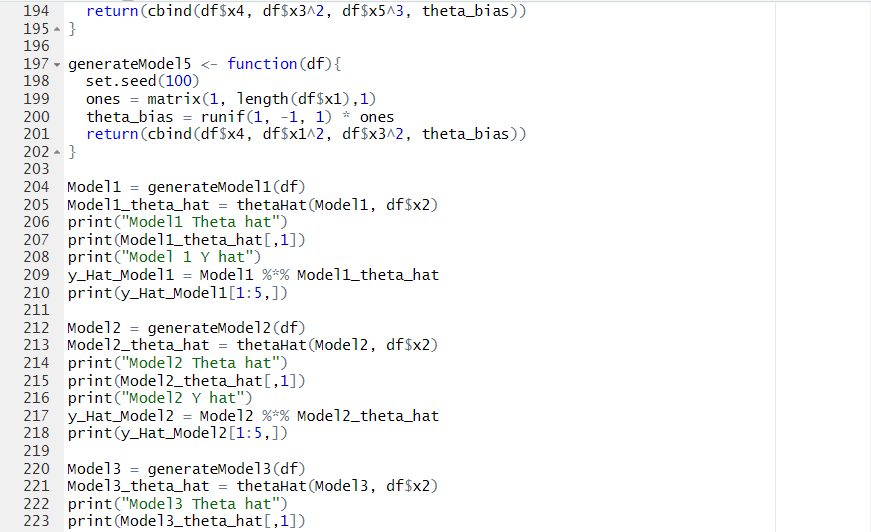 194 return(cbind(df$x4, df$x3^2, df$x5^3, theta_bias))
195 }
196
197 generateModel5 <- function(df){
198 set.seed(100)
199 ones = matrix(1, length(df$x1),1)
200 theta_bias = runif(1, -1, 1) * ones
201 return(cbind(df$x4, df$x1^2, df$x3^2, theta_bias))
202 }
203
204 Model1 = generateModel1(df)
205 Model1_theta_hat = thetaHat(Model1, df$x2)
206 print("Model1 Theta hat")
207 print(Model1_theta_hat[,1])
208 print("Model 1 Y hat")
209 y_Hat_Model1 = Model1 %*% Model1_theta_hat
210 print(y_Hat_Model1[1:5,])
211
212 Model2 = generateModel2(df)
213 Model2_theta_hat = thetaHat(Model2, df$x2)
214 print("Model2 Theta hat")
215 print(Model2_theta_hat[,1])
216 print("Model2 Y hat")
217 y_Hat_Model2 = Model2 %*% Model2_theta_hat
218 print(y_Hat_Model2[1:5,])
219
220 Model3 = generateModel3(df)
221 Model3_theta_hat = thetaHat(Model3, df$x2)
222 print("Model3 Theta hat")
223 print(Model3_theta_hat[,1])